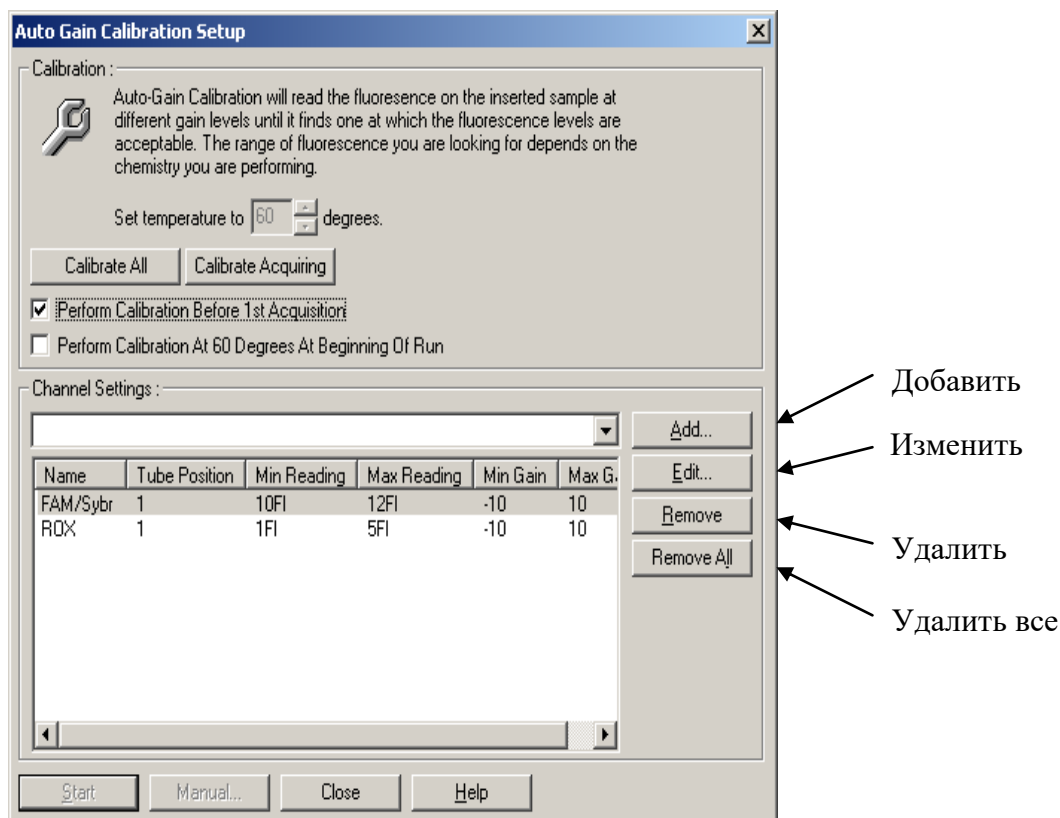 Auto Gain Calibration Setup
Calibration :
Auto-Gain Calibration will read the fluoresence on the inserted sample at
different gain levels until it finds one at which the fluorescence levels are
acceptable. The range of fluorescence you are looking for depends on the
chemistry you are performing.
Set temperature to 60 degrees.
Calibrate All Calibrate Acquiring
Perform Calibration Before 1st Acquisition
Perform Calibration At 60 Degrees At Beginning Of Run
Channel Settings :
Add... Добавить
Edit... Изменить
Remove Удалить
Remove All Удалить все
Name Tube Position Min Reading Max Reading Min Gain Max G
FAM/Sybr 1 10Fl 12Fl -10 10
ROX 1 1Fl 5Fl -10 10
Start Manual... Close Help